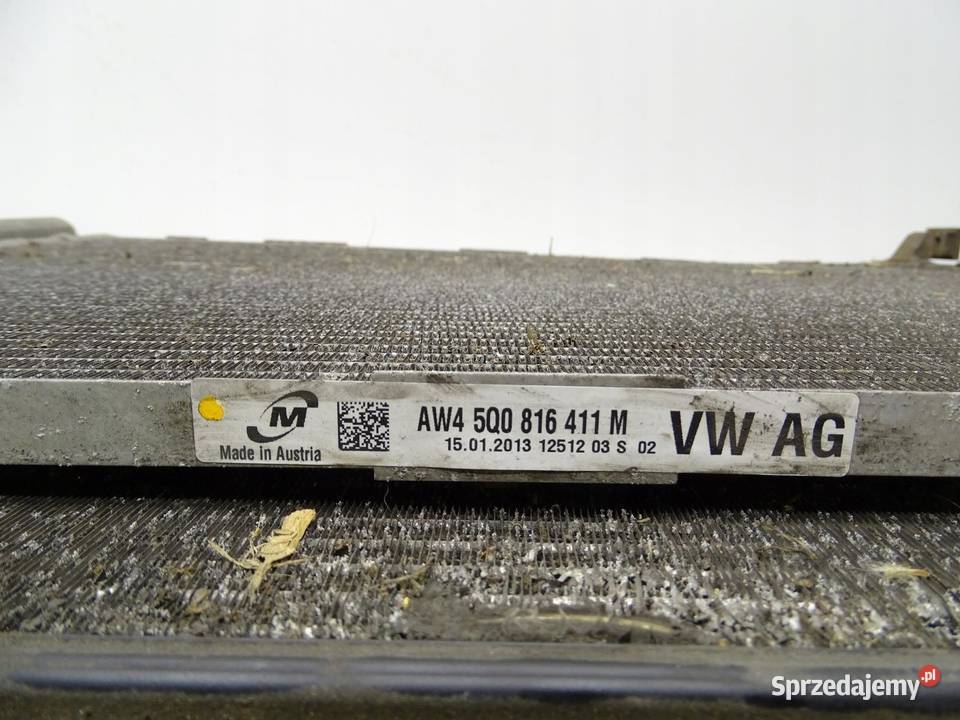 M
Made in Austria
AW4 5Q0 816 411 M
15.01.2013 12512 03 S 02
VW AG
Sprzedajemy.pl